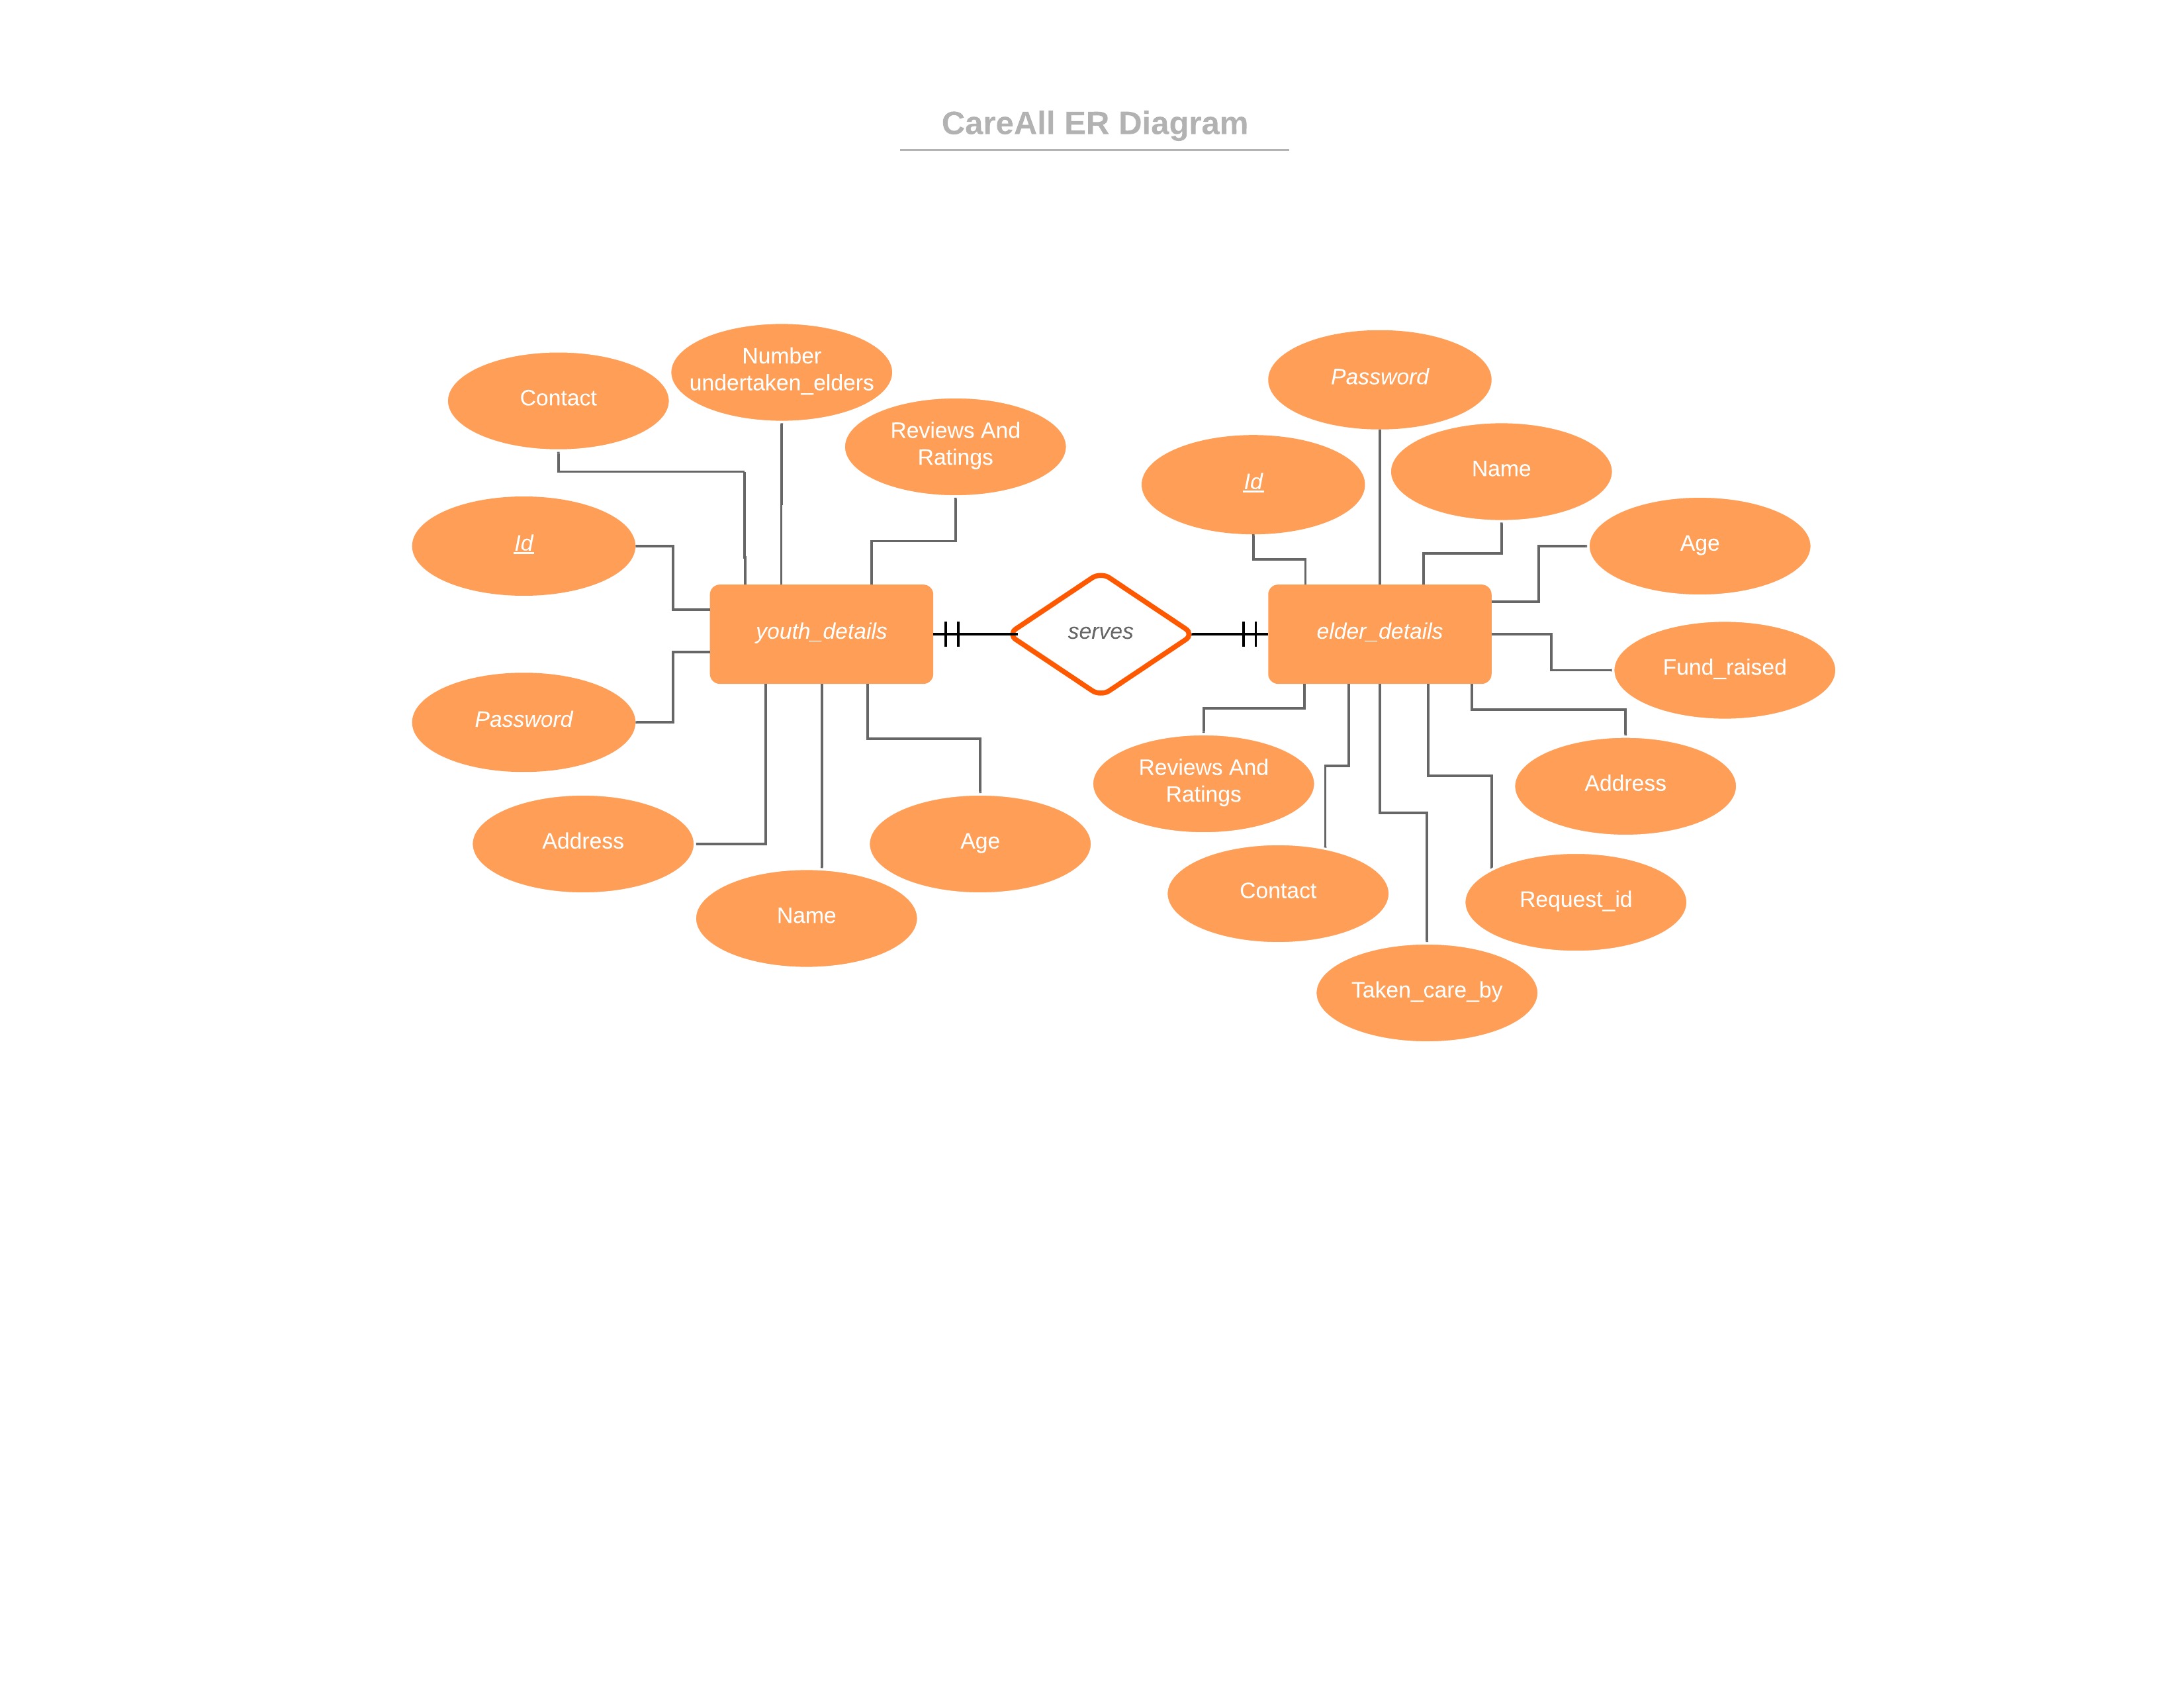 CareAll ER Diagram
Number
undertaken_elders
Contact
Reviews And
Ratings
Id
youth_details
Password
Address
Name
Age
serves
Password
Id
Name
Age
elder_details
Fund_raised
Reviews And
Ratings
Address
Contact
Request_id
Taken_care_by